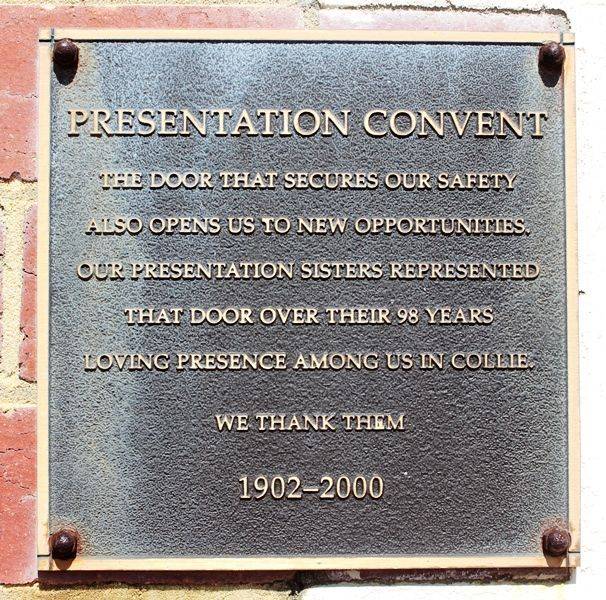 PRESENTATION CONVENT
THE DOOR THAT SECURES OUR SAFETY
ALSO OPENS US TO NEW OPPORTUNITIES.
OUR PRESENTATION SISTERS REPRESENTED
THAT DOOR OVER THEIR 98 YEARS
LOVING PRESENCE AMONG US IN COLLIE.
WE THANK THEM
1902–2000